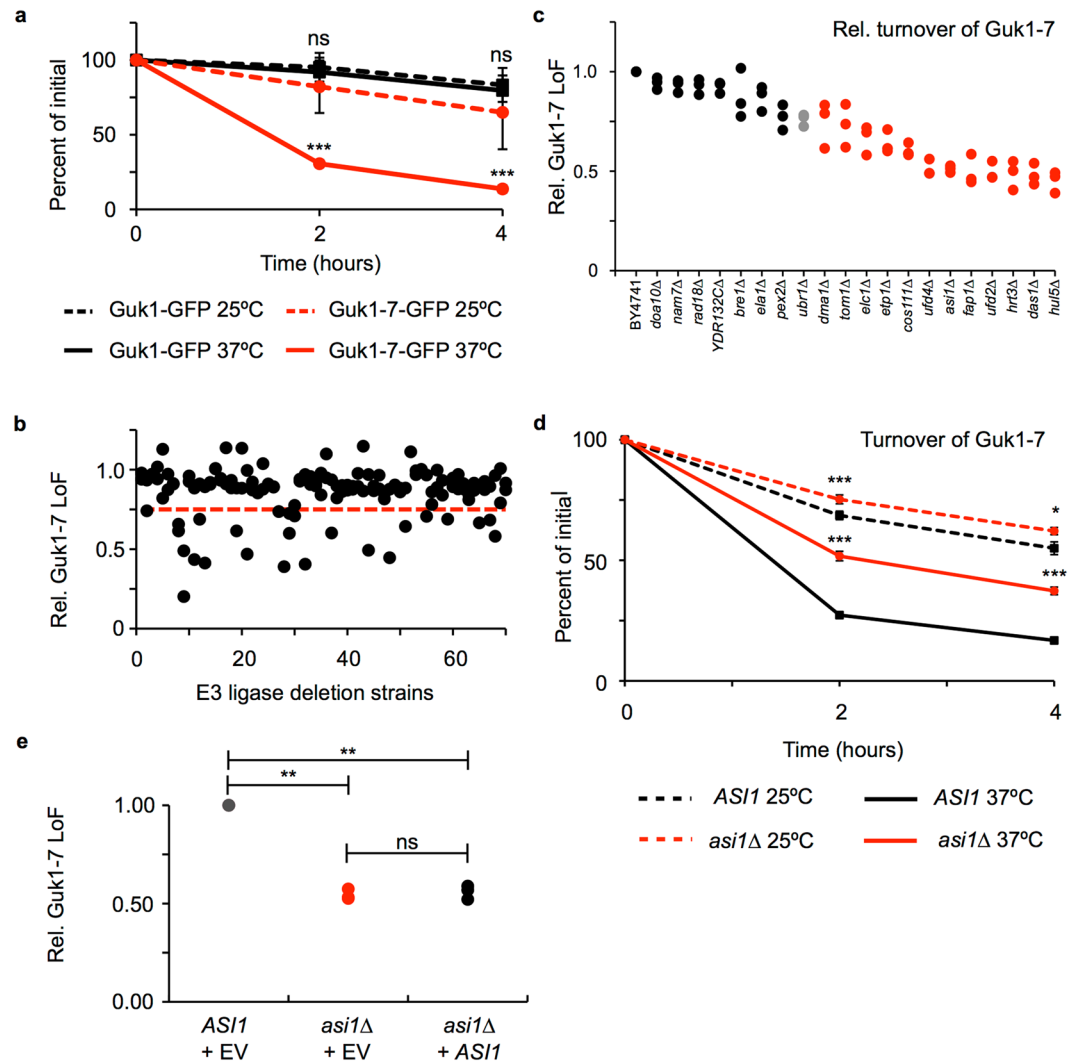 a
Percent of initial
100
50
0
ns
ns
***
***
0
2
4
Time (hours)
Guk1-GFP 25ºC
Guk1-7-GFP 25ºC
Guk1-GFP 37ºC
Guk1-7-GFP 37ºC
b
Rel. Guk1-7 LoF
1.0
0.5
0
0
20
40
60
E3 ligase deletion strains
c
Rel. turnover of Guk1-7
Rel. Guk1-7 LoF
1.0
0.5
0
BY4741
doa10Δ
nam7Δ
rad18Δ
YDR132CΔ
bre1Δ
ela1Δ
pex2Δ
ubr1Δ
dma1Δ
tom3Δ
elc1Δ
etp1Δ
cos111Δ
ufd4Δ
asi1Δ
fap1Δ
ufd2Δ
hrt3Δ
das1Δ
hul5Δ
d
Turnover of Guk1-7
Percent of initial
100
50
0
***
*
***
***
0
2
4
Time (hours)
ASI1 25ºC
ASI1 37ºC
asi1Δ 25ºC
asi1Δ 37ºC
e
Rel. Guk1-7 LoF
1.00
0.50
0.00
**
**
ns
ASI1
+ EV
asi1Δ
+ EV
asi1Δ
+ ASI1